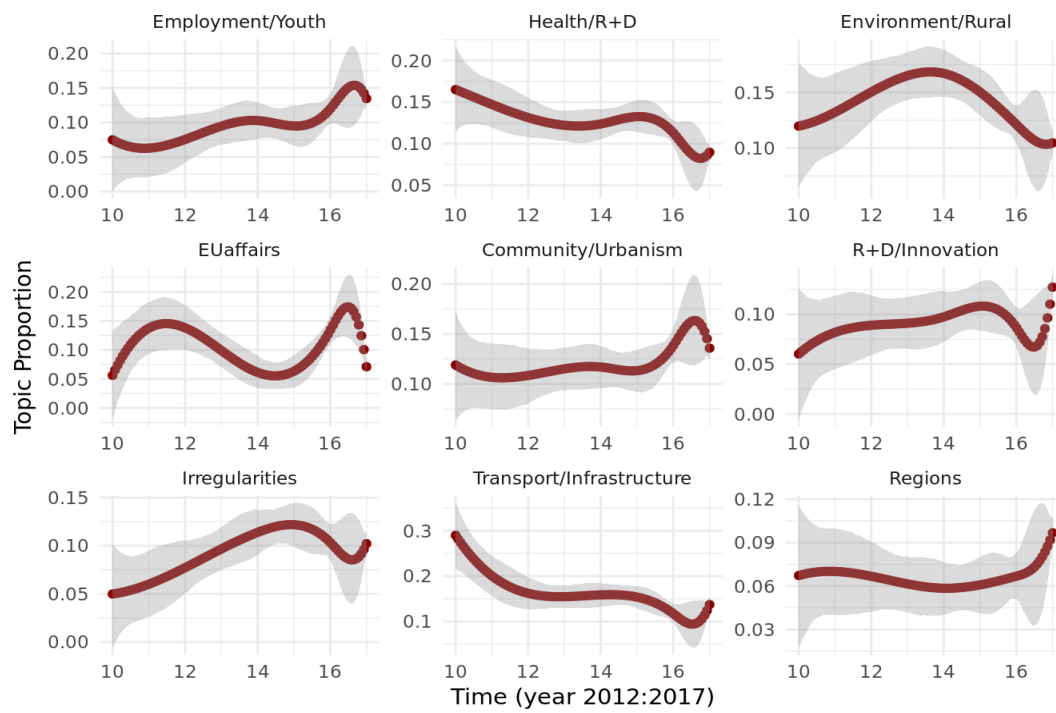 Employment/Youth Health/R+D Environment/Rural
0.20 0.15 0.10 0.05 0.00
0.20 0.15 0.10 0.05
0.15 0.10
10 12 14 16 10 12 14 16 10 12 14 16
EUaffairs Community/Urbanism R+D/Innovation
0.20 0.15 0.10 0.05 0.00
0.20 0.15 0.10
0.10 0.05 0.00
10 12 14 16 10 12 14 16 10 12 14 16
Irregularities Transport/Infrastructure Regions
0.15 0.10 0.05 0.00
0.3 0.2 0.1
0.12 0.09 0.06 0.03
10 12 14 16 10 12 14 16 10 12 14 16
Topic Proportion
Time (year 2012:2017)